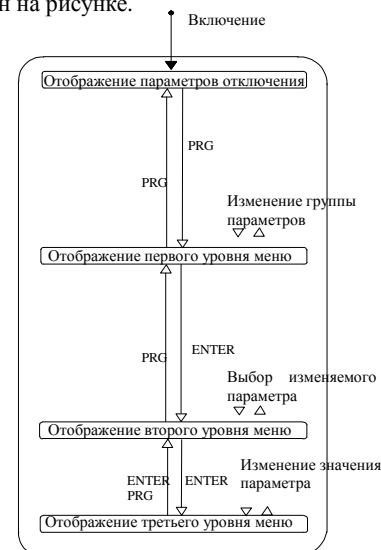 н на рисунке.
Включение
Отображение параметров отключения
PRG
PRG
Изменение группы
параметров
Отображение первого уровня меню
ENTER
PRG
Выбор изменяемого
параметра
Отображение второго уровня меню
Изменение значения
параметра
ENTER
PRG
ENTER
Отображение третьего уровня меню